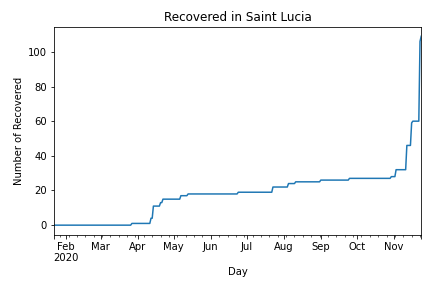 Recovered in Saint Lucia
Number of Recovered
100
80
60
40
20
0
Feb Mar Apr May Jun Jul Aug Sep Oct Nov
2020
Day